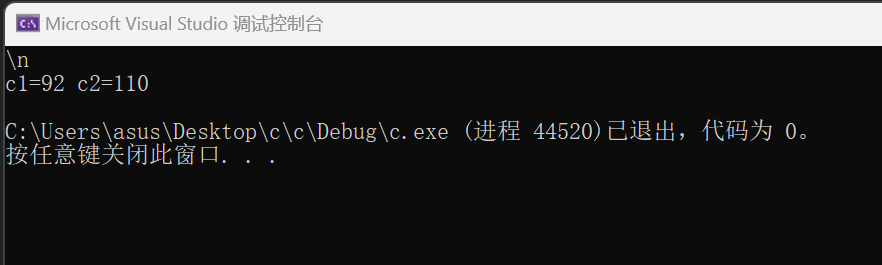 Microsoft Visual Studio 调试控制台
\n
c1=92 c2=110
C:\Users\asus\Desktop\c\c\Debug\c.exe (进程 44520)已退出，代码为 0。
按任意键关闭此窗口. . .